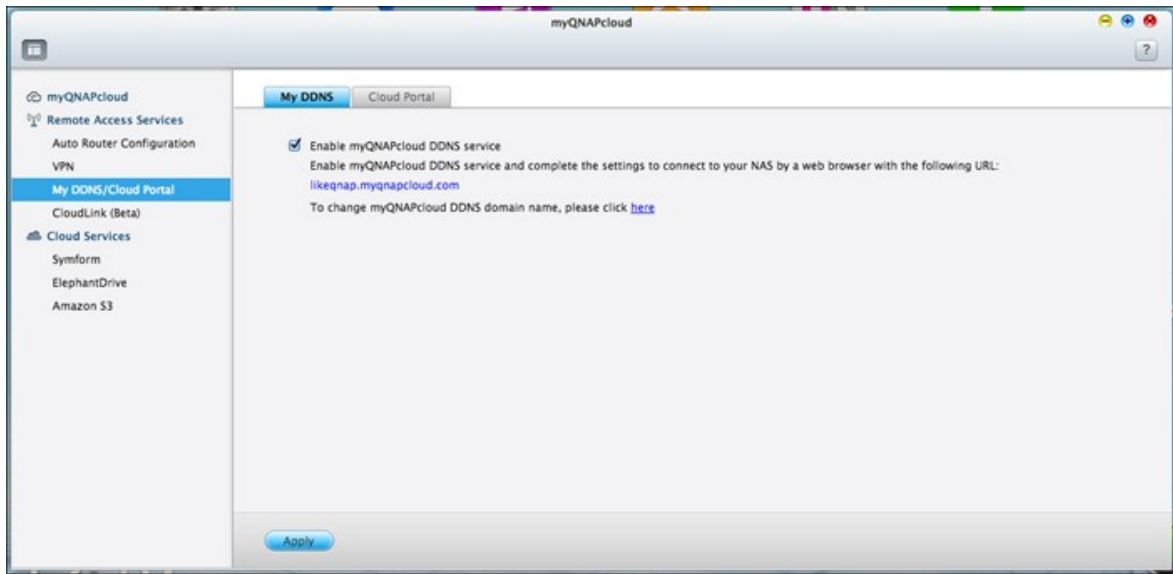 myQNAPcloud
?
myQNAPcloud
Remote Access Services
Auto Router Configuration
VPN
My DDNS/Cloud Portal
CloudLink (Beta)
Cloud Services
Symform
ElephantDrive
Amazon S3
My DDNS
Cloud Portal
Enable myQNAPcloud DDNS service
Enable myQNAPcloud DDNS service and complete the settings to connect to your NAS by a web browser with the following URL:
likeqnap.myqnapcloud.com
To change myQNAPcloud DDNS domain name, please click here
Apply